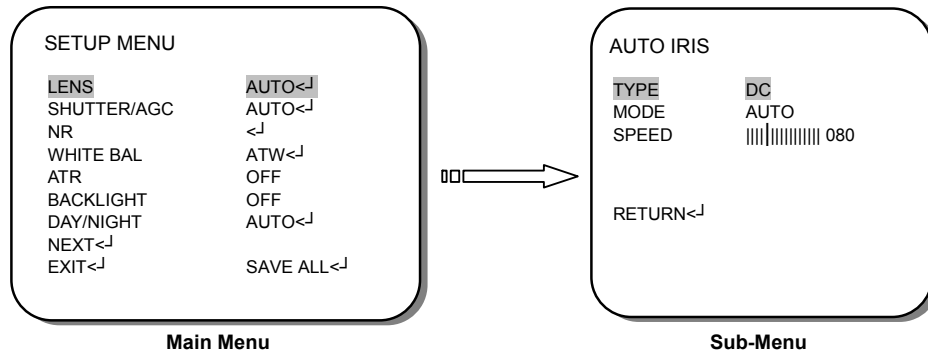 SETUP MENU
LENS AUTO<┘
SHUTTER/AGC AUTO<┘
NR <┘
WHITE BAL ATW<┘
ATR OFF
BACKLIGHT OFF
DAY/NIGHT AUTO<┘
NEXT<┘
EXIT<┘ SAVE ALL<┘
Main Menu
AUTO IRIS
TYPE DC
MODE AUTO
SPEED ||||||||||||||| 080
RETURN<┘
Sub-Menu